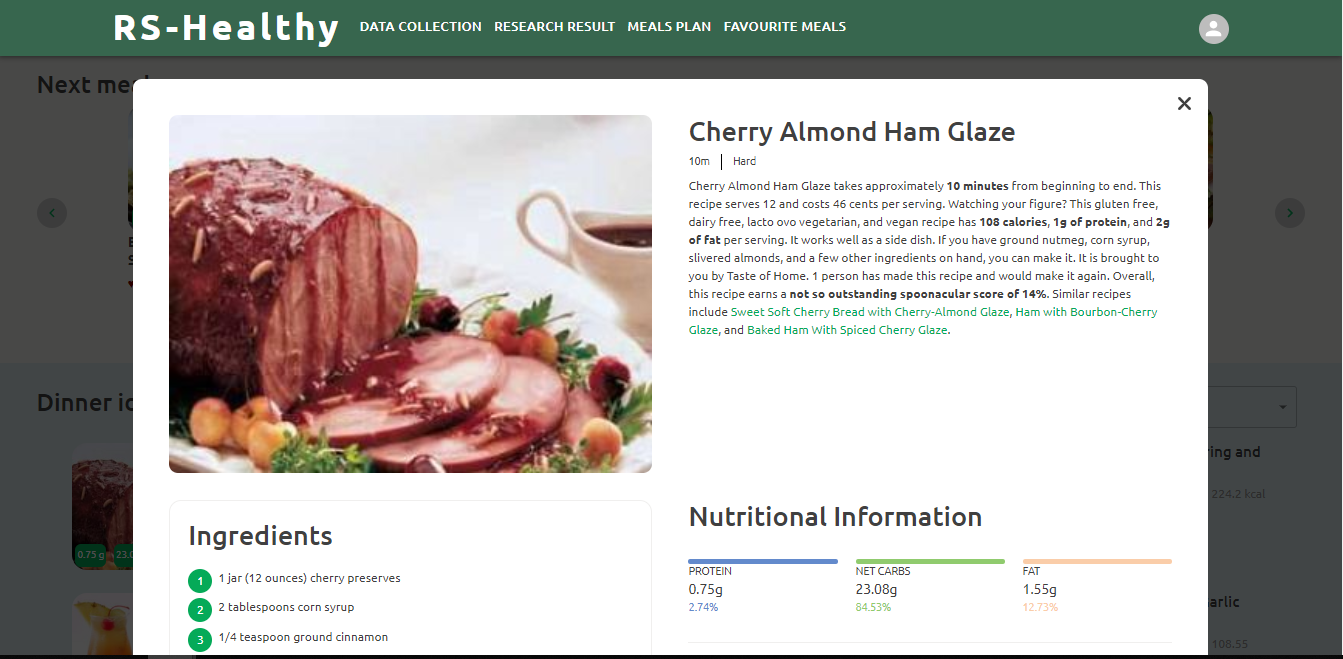 RS-Healthy
DATA COLLECTION
RESEARCH RESULT
MEALS PLAN
FAVOURITE MEALS
Next
Cherry Almond Ham Glaze
10m
Hard
Cherry Almond Ham Glaze takes approximately 10 minutes from beginning to end. This
recipe serves 12 and costs 46 cents per serving. Watching your figure? This gluten free,
dairy free, lacto ovo vegetarian, and vegan recipe has 108 calories, 1g of protein, and 2g
of fat per serving. It works well as a side dish. If you have ground nutmeg, corn syrup,
slivered almonds, and a few other ingredients on hand, you can make it. It is brought to
you by Taste of Home. 1 person has made this recipe and would make it again. Overall,
this recipe earns a not so outstanding spoonacular score of 14%. Similar recipes
include Sweet Soft Cherry Bread with Cherry-Almond Glaze, Ham with Bourbon-Cherry
Glaze, and Baked Ham With Spiced Cherry Glaze.
Dinner
ring and
224.2 kcal
0.75 g
23.0
arlic
108.55
Ingredients
1 1 jar (12 ounces) cherry preserves
2 2 tablespoons corn syrup
3 1/4 teaspoon ground cinnamon
Nutritional Information
PROTEIN
0.75g
2.74%
NET CARBS
23.08g
84.53%
FAT
1.55g
12.73%